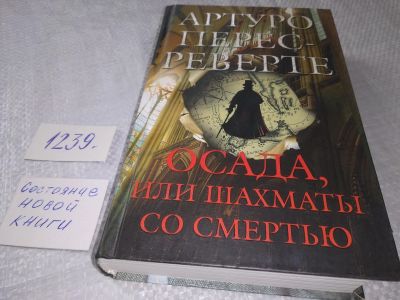 АРТУРО
ПЕРЕС-
РЕВЕРТЕ
ОСАДА,
ИЛИ ШАХМАТЫ
СО СМЕРТЬЮ
1239.
Состояние
новой
книги